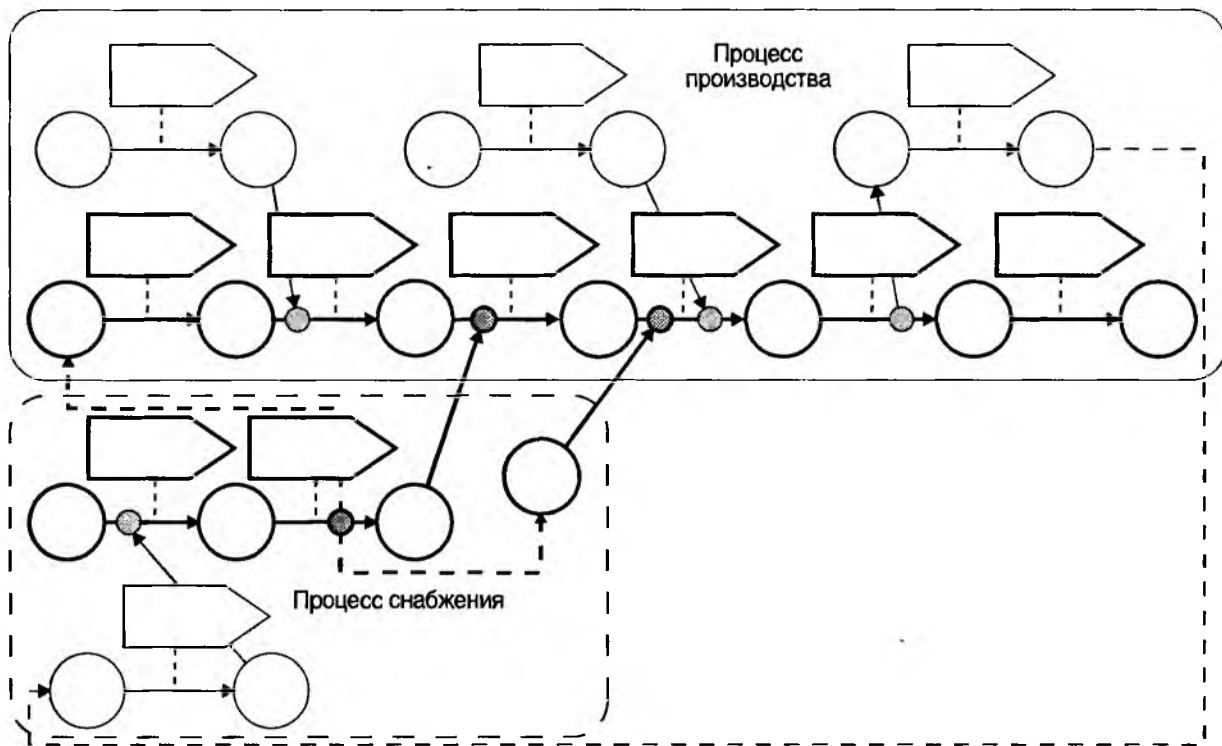 Процесс
производства
Процесс снабжения